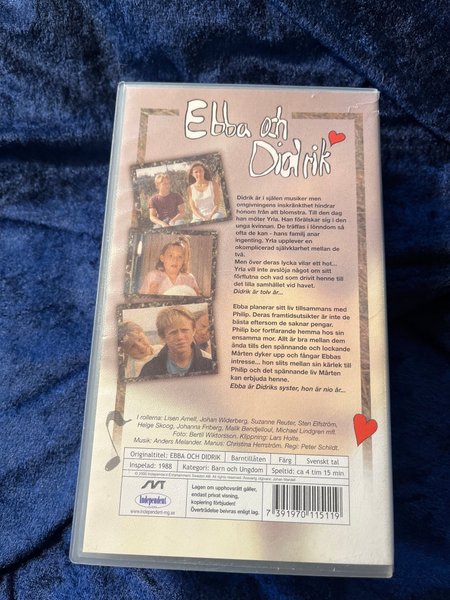 Ebba och
Didrik
Didrik är i själen musiker men
omgivningens inskränkthet hindrar
honom från att blomstra. Till den dag
han möter Yrla. Han förälskar sig i den
unga kvinnan. De träffas i lönndom så
ofta de kan - hans familj anar
ingenting. Yrla upplever en
okomplicerad självklarhet mellan de
två.
Men över deras lycka vilar ett hot...
Yrla vill inte avslöja något om sitt
förflutna och vad som drivit henne till
det lilla samhället vid havet.
Didrik är tolv år...
Ebba planerar sitt liv tillsammans med
Philip. Deras framtidsutsikter är inte de
bästa eftersom de saknar pengar.
Philip bor fortfarande hemma hos sin
ensamma mor. Allt är bra mellan dem
ända tills den spännande och lockande
Mårten dyker upp och fångar Ebbas
intresse... hon slits mellan sin kärlek till
Philip och det spännande liv Mårten
kan erbjuda henne.
Ebba är Didriks syster, hon är nio år...
I rollerna: Lisen Arnell, Johan Widerberg, Suzanne Reuter, Stan Elfström,
Helge Skoog, Johanna Friberg, Malik Bendjelloul, Michael Lindgren mfl.
Foto: Bertil Wiktorsson, Klippning: Lars Holte,
Musik: Anders Melander, Manus: Christina Herrström, Regi: Peter Schildt,
Originaltitel: EBBA OCH DIDRIK Barntillåten Färg Svenskt tal
Inspelad: 1988 Kategori: Barn och Ungdom Speltid: ca 4 tim 15 min
Lagen om upphovsrätt gäller,
endast privat visning,
kopiering förbjuden!
Överträdelse beivras enligt lag.
Independent
www.independent-mg.se
7 391970 115119